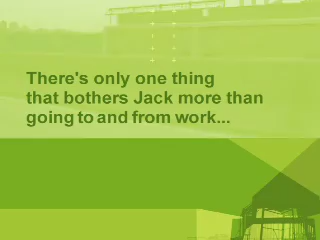 There's only one thing
that bothers Jack more than
going to and from work...